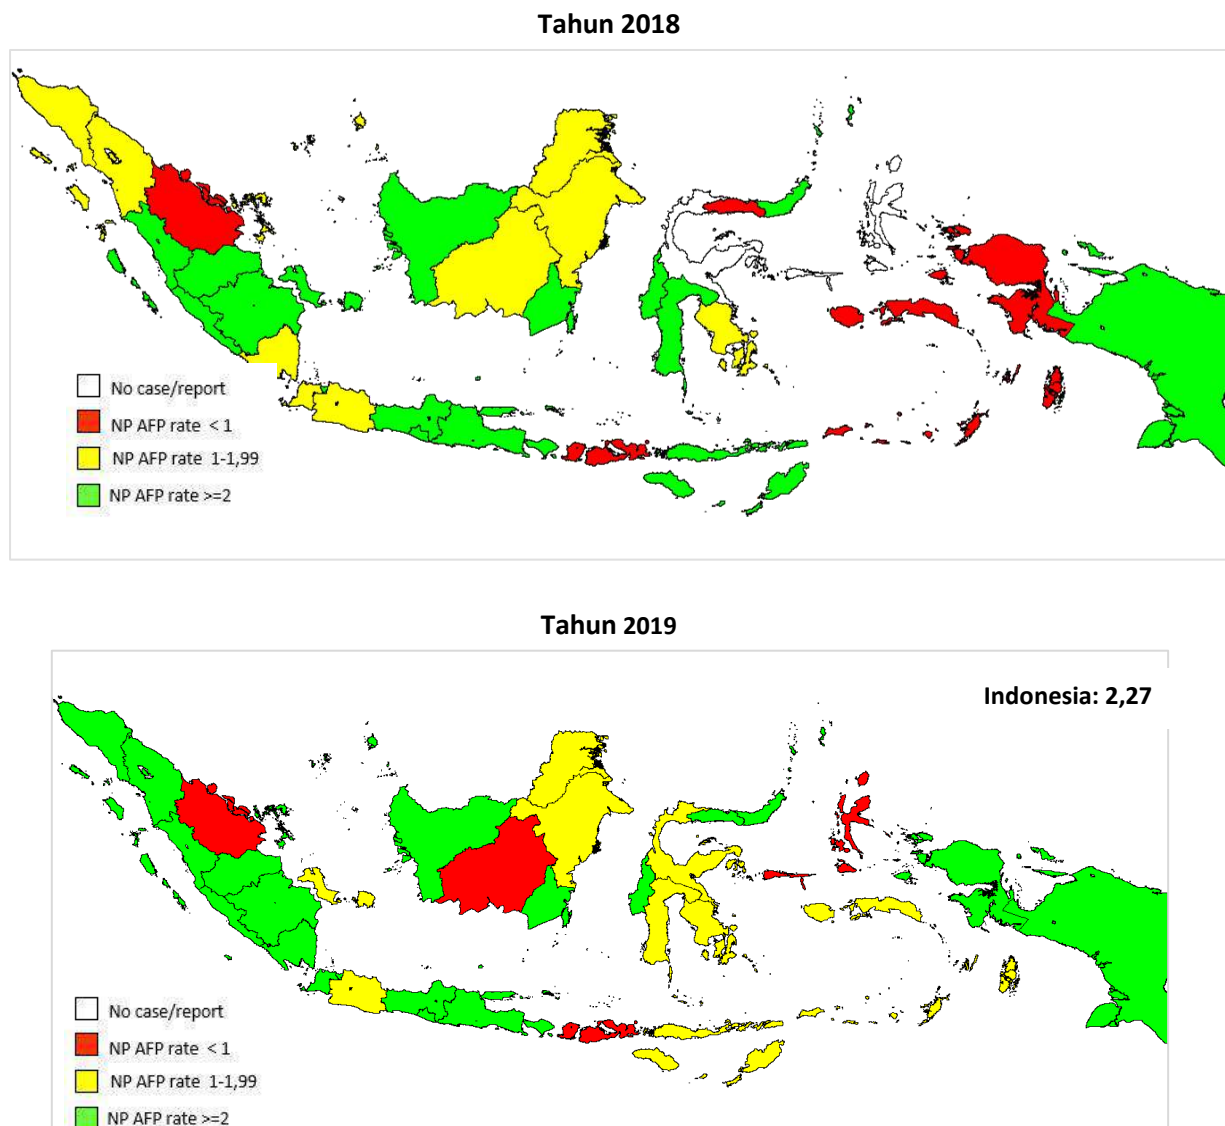 Tahun 2018
No case/report
NP AFP rate < 1
NP AFP rate 1-1,99
NP AFP rate >=2
Tahun 2019
Indonesia: 2,27
No case/report
NP AFP rate < 1
NP AFP rate 1-1,99
NP AFP rate >=2